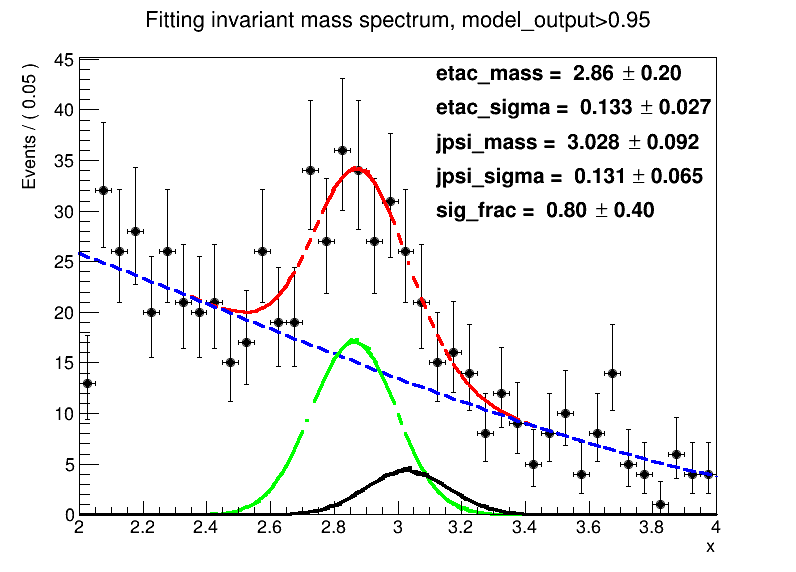 Fitting invariant mass spectrum, model_output>0.95
Events / ( 0.05 )
45
40
35
30
25
20
15
10
5
0
etac_mass = 2.86 ± 0.20
etac_sigma = 0.133 ± 0.027
jpsi_mass = 3.028 ± 0.092
jpsi_sigma = 0.131 ± 0.065
sig_frac = 0.80 ± 0.40
2 2.2 2.4 2.6 2.8 3 3.2 3.4 3.6 3.8 4
x